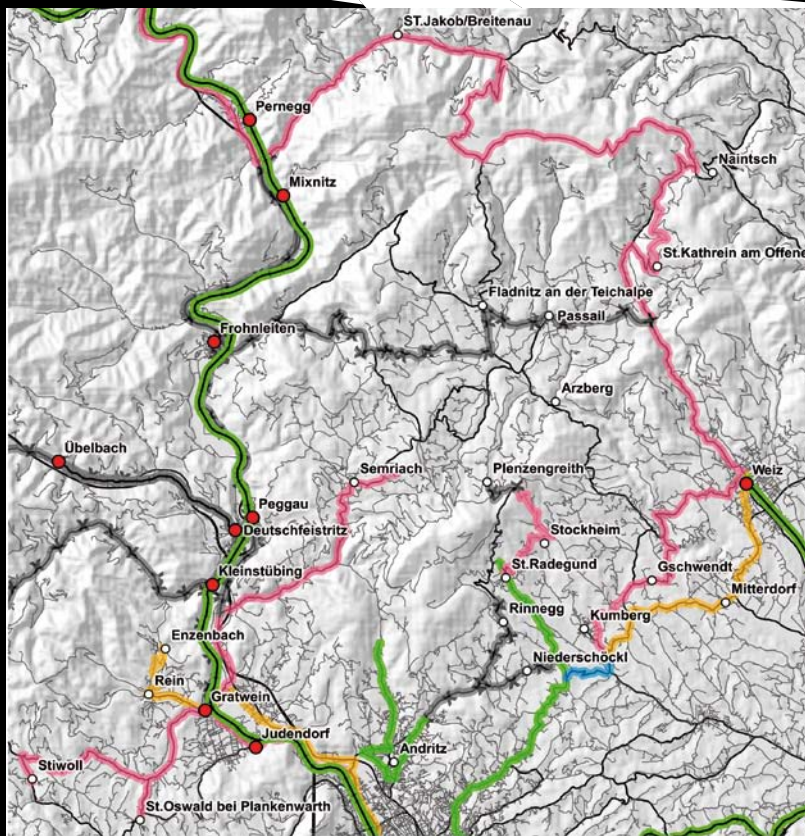 ST.Jakob/Breitenau
Pernegg
Naintsch
Mixnitz
St.Kathrein am Offene
Fladnitz an der Teichalpe
Passail
Frohnleiten
Arzberg
Übelbach
Semriach
Plenzengreith
Weiz
Peggau
Deutschfeistritz
Stockheim
Kleinstübing
St.Radegund
Gschwendt
Mitterdorf
Rinnegg
Kumberg
Enzenbach
Niederschöckl
Rein
Gratwein
Judendorf
Andritz
Stiwoll
St.Oswald bei Plankenwarth